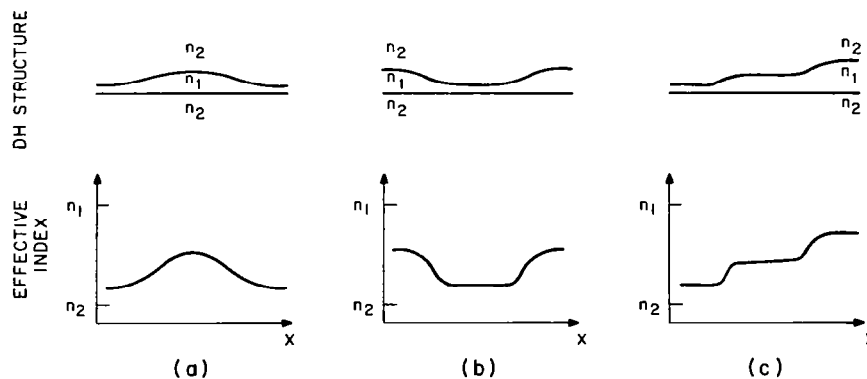 DH STRUCTURE
n2
n1
n2
n2
n1
n2
n2
n1
n2
EFFECTIVE
INDEX
n1
n2
x
n1
n2
x
n1
n2
(a)
(b)
(c)